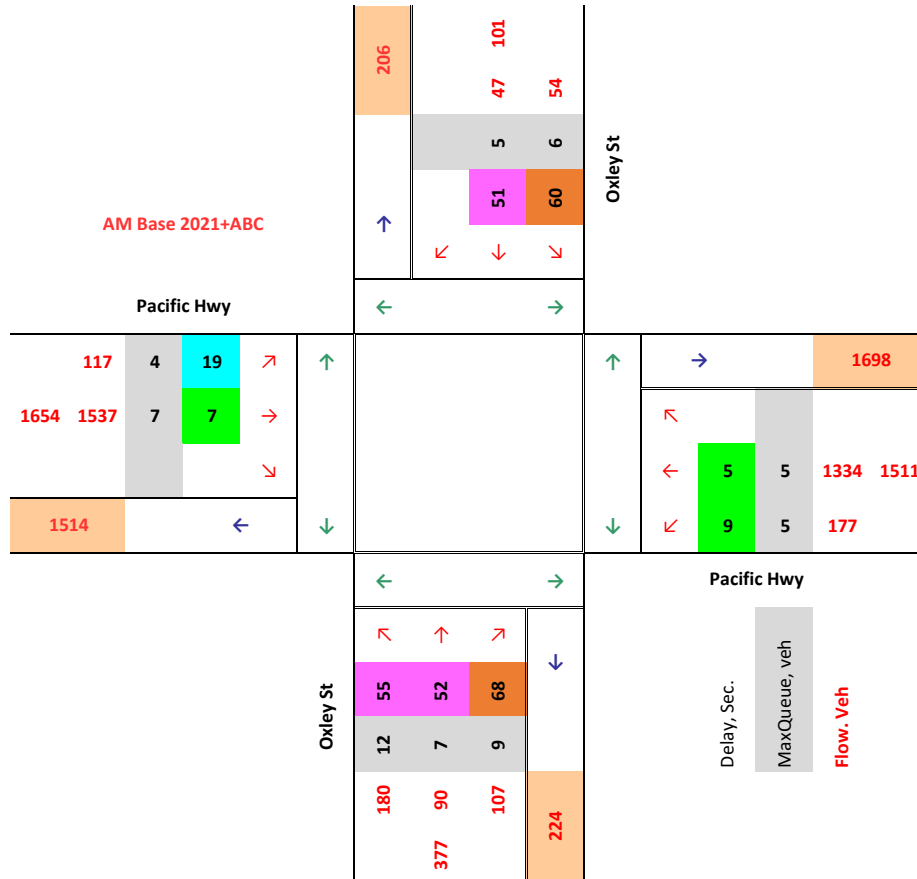 206
101
47 54
5 6
51 60
Oxley St
AM Base 2021+ABC
↑
↙ ↓ ↘
Pacific Hwy
← →
117 4 19 ↗ ↑ ↑ → 1698
1654 1537 7 7 → ↖
↘ ← 5 5 1334 1511
1514 ← ↓ ↓ ↙ 9 5 177
← →
Pacific Hwy
↖ ↑ ↗ ↓
Oxley St
55 52 68
12 7 9
180 90 107
377
224
Delay, Sec.
MaxQueue, veh
Flow. Veh